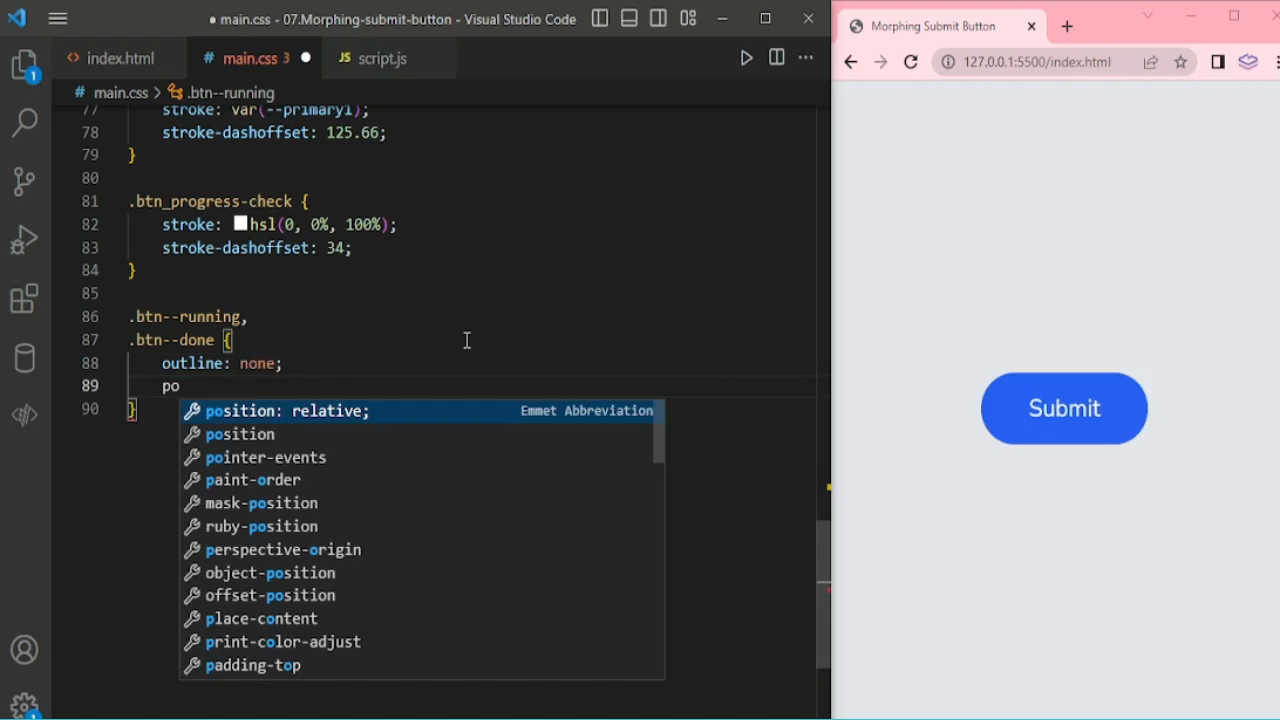 ● main.css - 07.Morphing-submit-button - Visual Studio Code
index.html
# main.css 3 ●
JS script.js
# main.css > .btn--running
77 stroke: var(--primary1);
78 stroke-dashoffset: 125.66;
79 }
80
81 .btn_progress-check {
82 stroke: hsl(0, 0%, 100%);
83 stroke-dashoffset: 34;
84 }
85
86 .btn--running,
87 .btn--done {
88 outline: none;
89 po
90 }
position: relative; Emmet Abbreviation
position
pointer-events
paint-order
mask-position
ruby-position
perspective-origin
object-position
offset-position
place-content
print-color-adjust
padding-top
1
1
Morphing Submit Button
127.0.0.1:5500/index.html
Submit